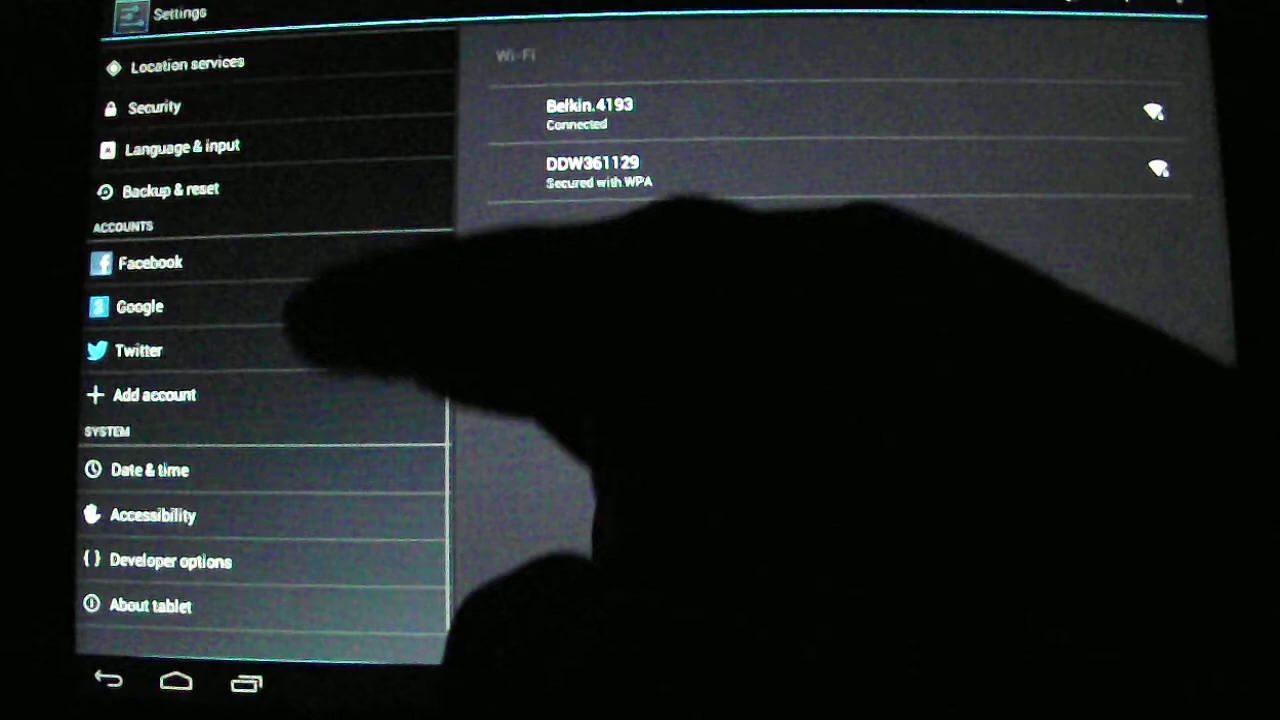 Settings
Location services
Security
Language & input
Backup & reset
ACCOUNTS
Facebook
Google
Twitter
Add account
SYSTEM
Date & time
Accessibility
Developer options
About tablet
Wi-Fi
Belkin.4193
Connected
DDW361129
Secured with WPA